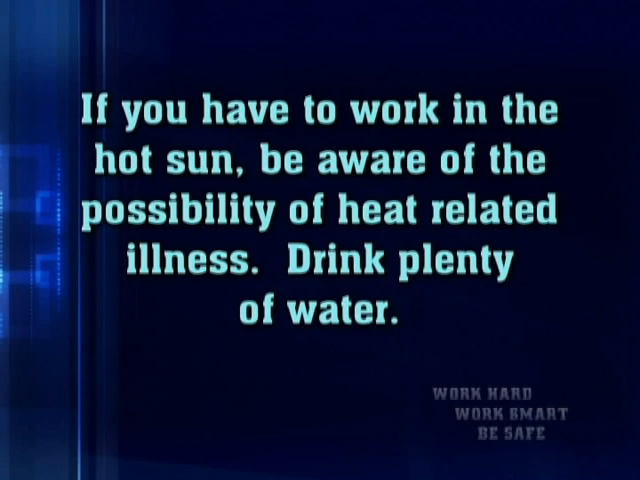 If you have to work in the
hot sun, be aware of the
possibility of heat related
illness.  Drink plenty
of water.
WORK HARD
WORK SMART
BE SAFE